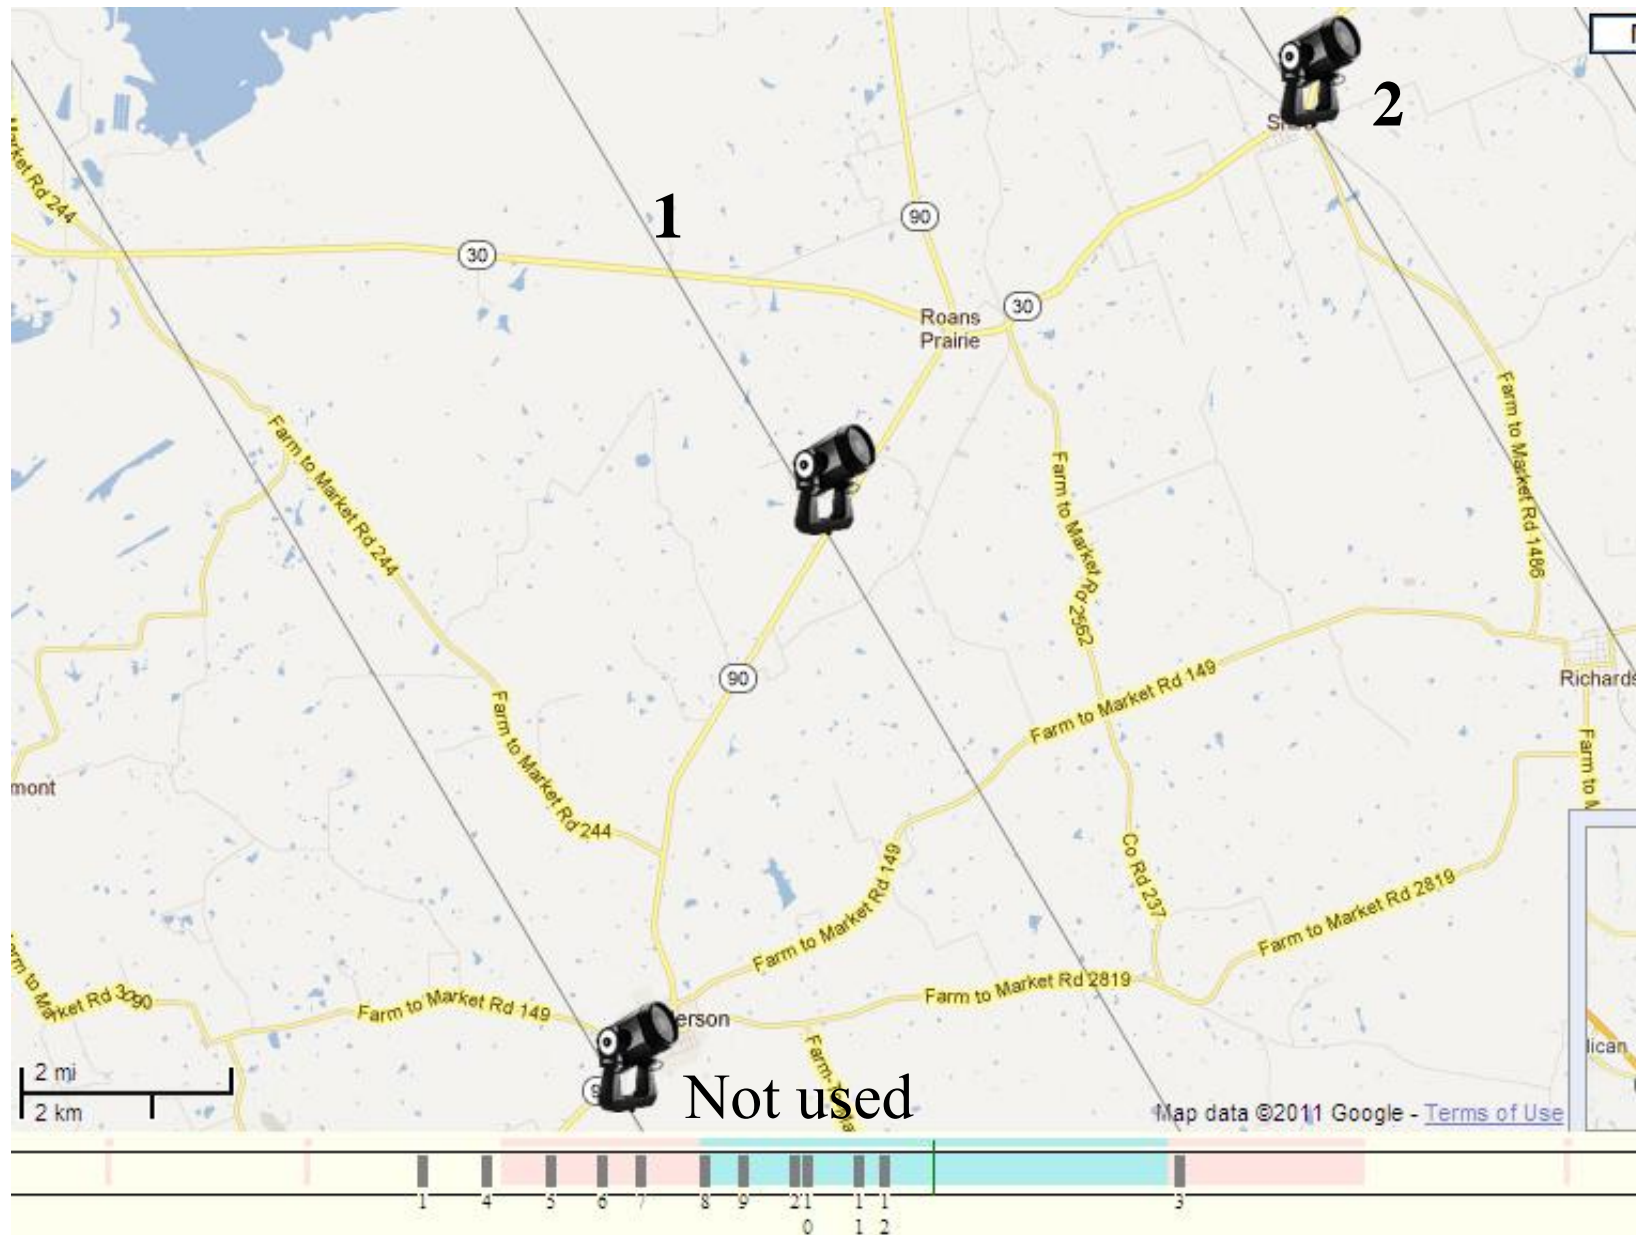 2
1
Market Rd 244
90
30
30
Roans
Prairie
Farm to Market Rd 244
Farm to Market Rd 1486
90
Farm to Market Rd 149
Richards
Farm to Market Rd 244
mont
Farm to M
Co Rd 237
Farm to Market Rd 149
Farm to Market Rd 2819
Farm to Market Rd 2819
Market Rd 3090
Farm to Market Rd 149
erson
lican
2 mi
2 km
Not used
Map data ©2011 Google - Terms of Use
1 4 5 6 7 8 9 2 10 11 12 3